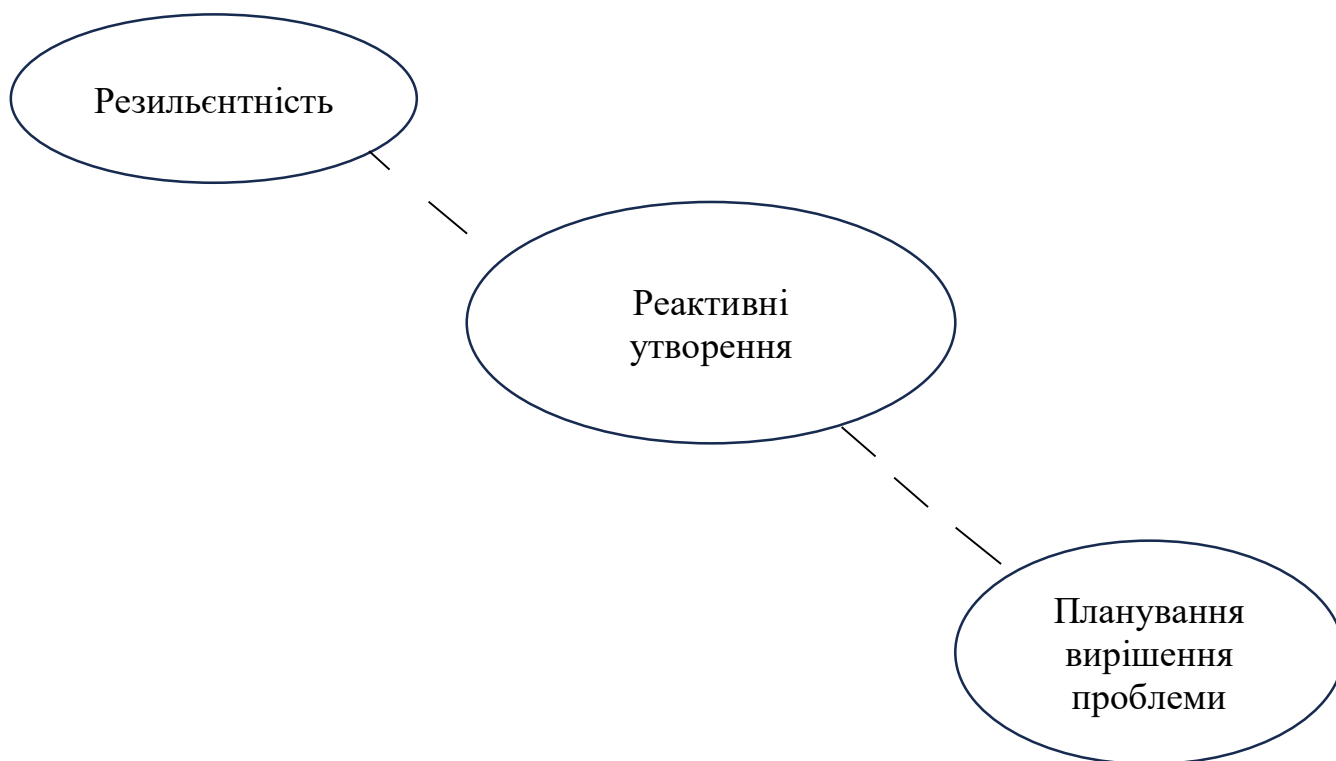 Резильєнтність
Реактивні
утворення
Планування
вирішення
проблеми